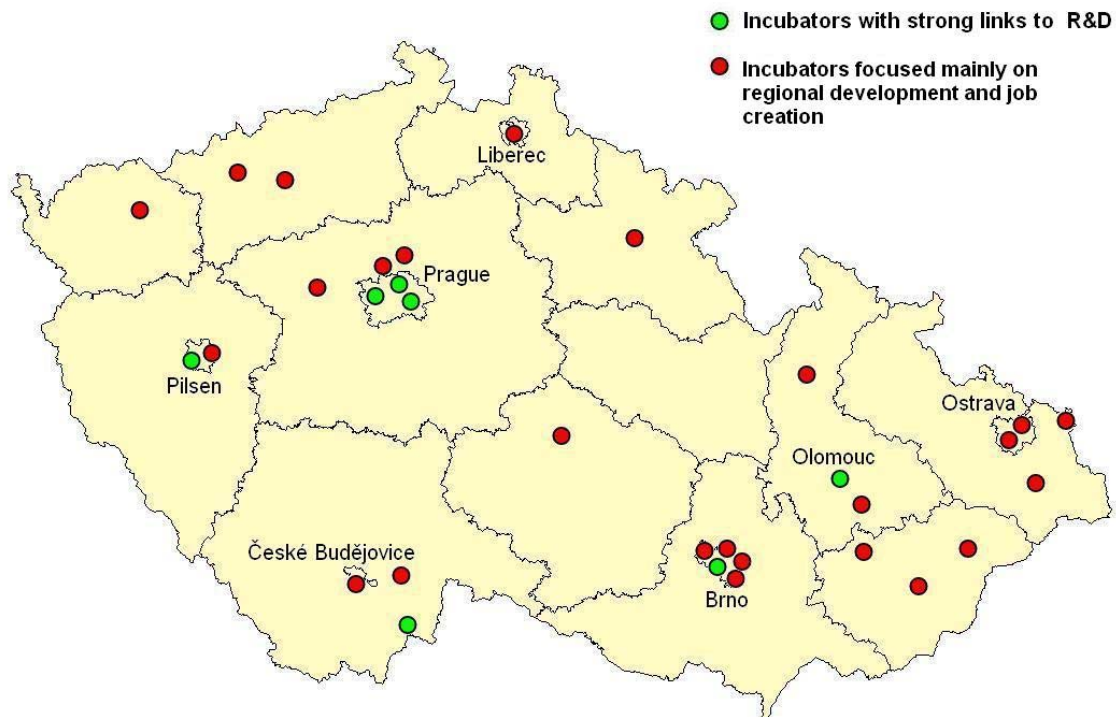 Incubators with strong links to R&D
Incubators focused mainly on
regional development and job
creation
Liberec
Prague
Pilsen
Ostrava
Olomouc
České Budějovice
Brno